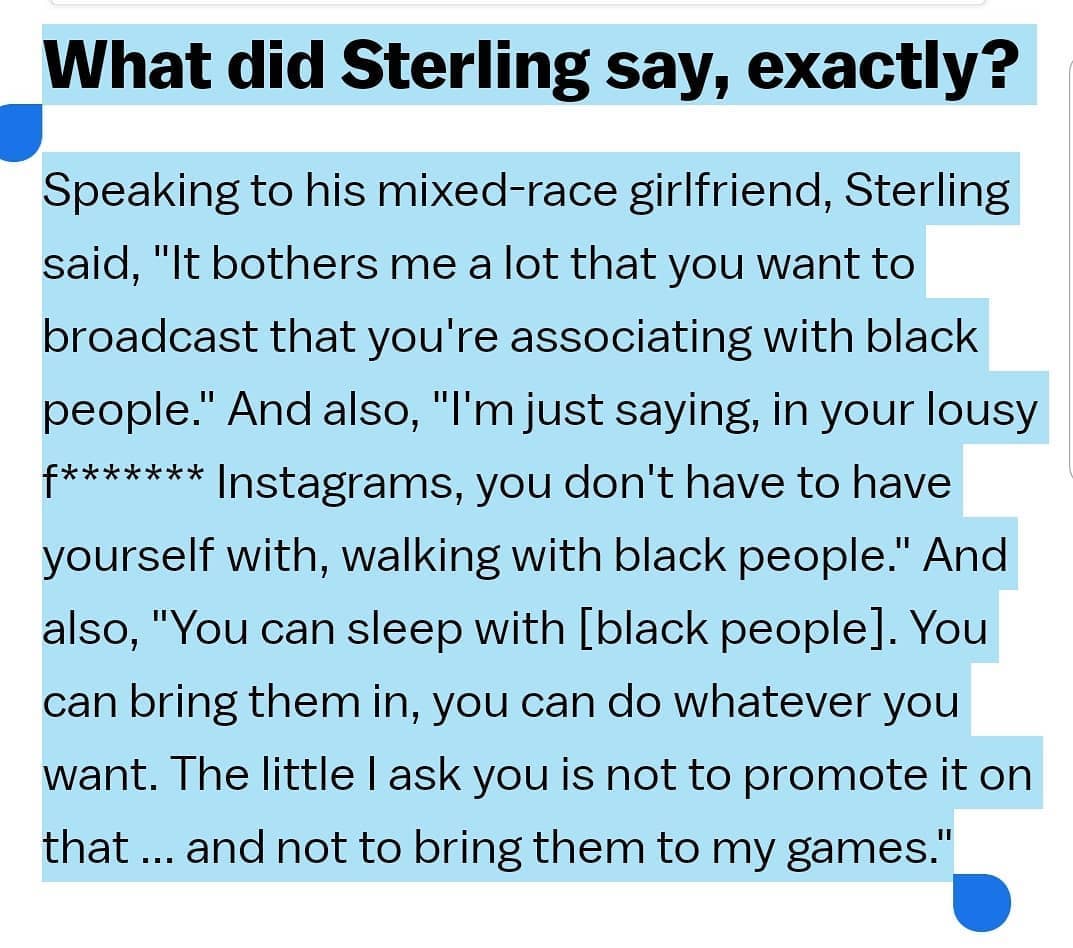 What did Sterling say, exactly?
Speaking to his mixed-race girlfriend, Sterling
said, "It bothers me a lot that you want to
broadcast that you're associating with black
people." And also, "I'm just saying, in your lousy
f******* Instagrams, you don't have to have
yourself with, walking with black people." And
also, "You can sleep with [black people]. You
can bring them in, you can do whatever you
want. The little I ask you is not to promote it on
that ... and not to bring them to my games."